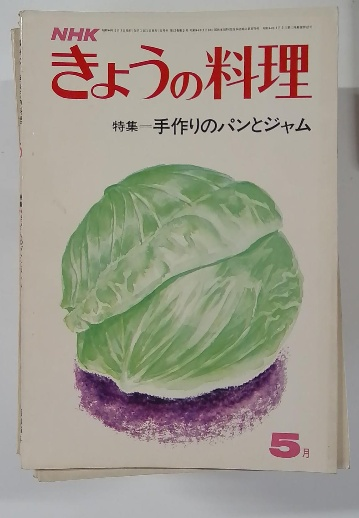 NHK
きょうの料理
特集―手作りのパンとジャム
5月